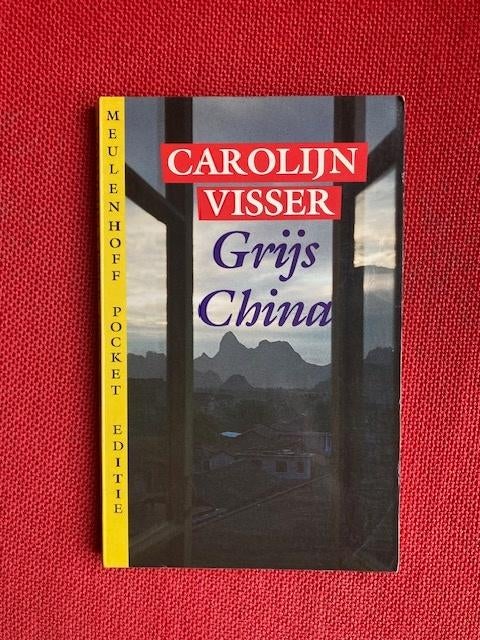 MEULENHOFF POCKET EDITIE
CAROLIJN
VISSER
Grijs
China